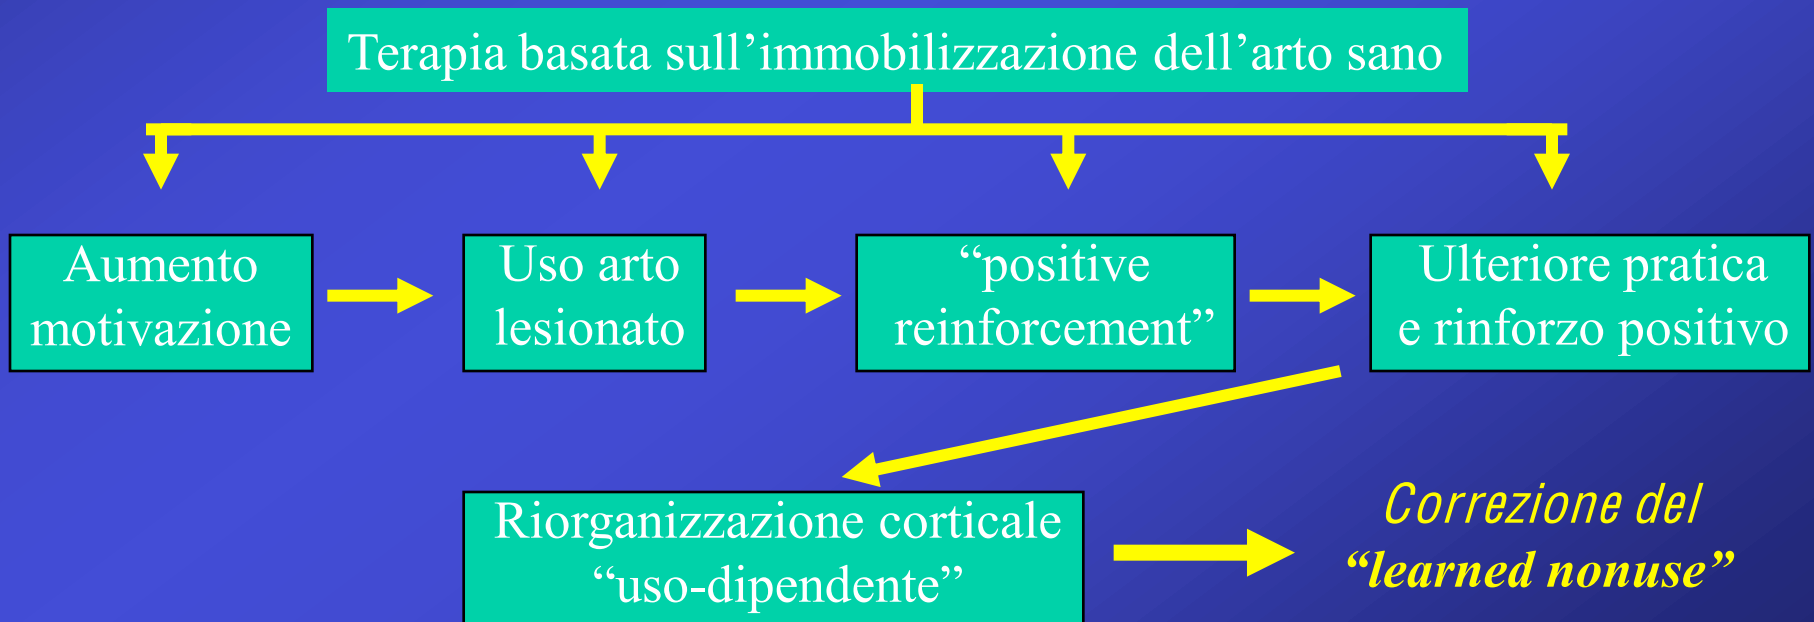 Terapia basata sull’immobilizzazione dell’arto sano
Aumento
motivazione
Uso arto
lesionato
“positive
reinforcement”
Ulteriore pratica
e rinforzo positivo
Riorganizzazione corticale
“uso-dipendente”
Correzione del
“learned nonuse”